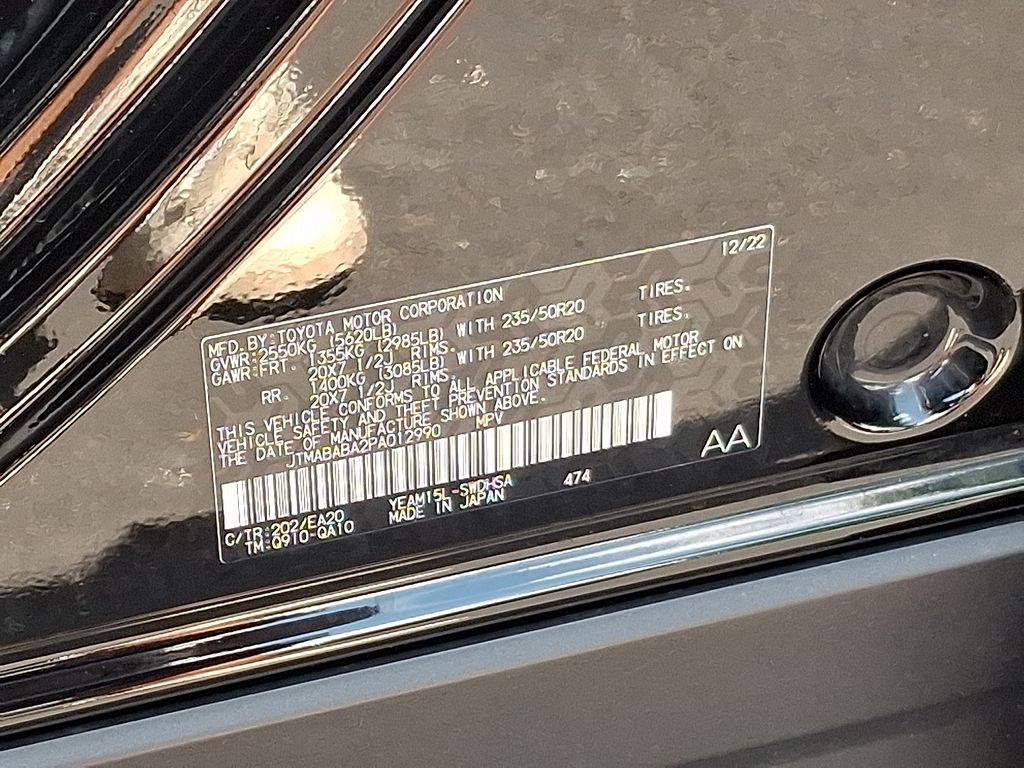 12/22
MFD. BY: TOYOTA MOTOR CORPORATION
GVWR: 2550KG (5620LB)
GAWR: FRT. 1355KG (2985LB) WITH 235/50R20 TIRES.
20X7 1/2J RIMS.
RR. 1400KG (3085LB) WITH 235/50R20 TIRES.
20X7 1/2J RIMS.
THIS VEHICLE CONFORMS TO ALL APPLICABLE FEDERAL MOTOR
VEHICLE SAFETY AND THEFT PREVENTION STANDARDS IN EFFECT ON
THE DATE OF MANUFACTURE SHOWN ABOVE.
JTMABABA2PA012990 MPV
AA
C/TR: 202/EA20 YEAM15L-SWDHSA 474
TM: Q910-QA10 MADE IN JAPAN